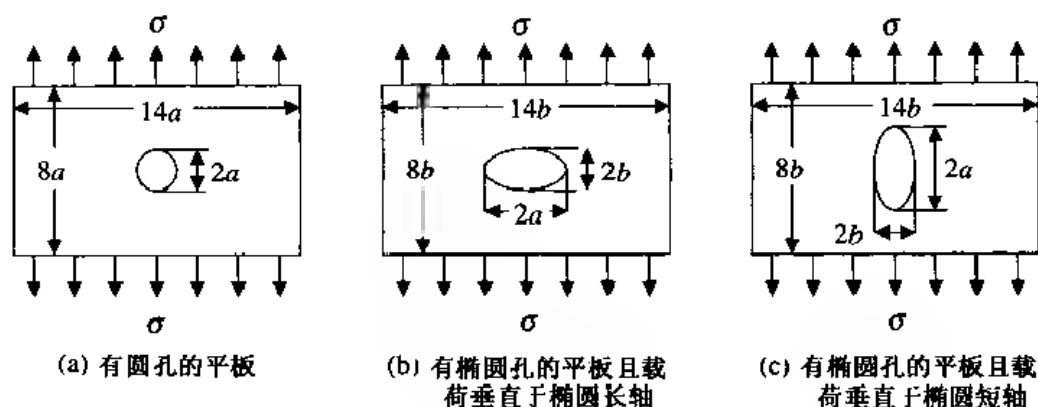 σ
σ
σ
14a
8a
2a
14b
8b
2b
2a
14b
8b
2a
2b
σ
σ
σ
(a) 有圆孔的平板
(b) 有椭圆孔的平板且载
荷垂直于椭圆长轴
(c) 有椭圆孔的平板且载
荷垂直于椭圆短轴